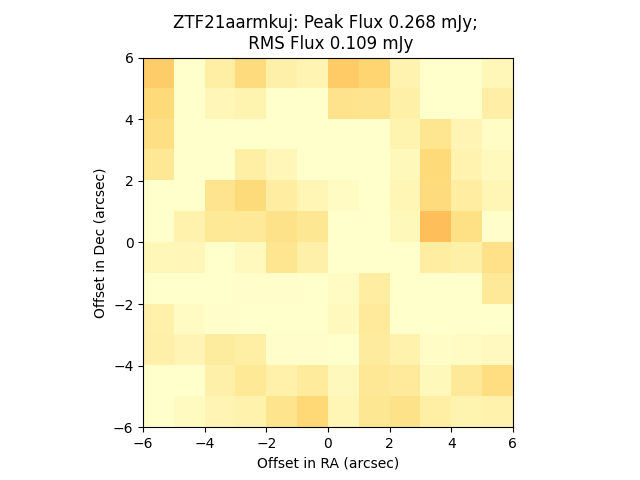 ZTF21aarmkuj: Peak Flux 0.268 mJy;
RMS Flux 0.109 mJy
6
4
2
0
−2
−4
−6
Offset in Dec (arcsec)
−6 −4 −2 0 2 4 6
Offset in RA (arcsec)